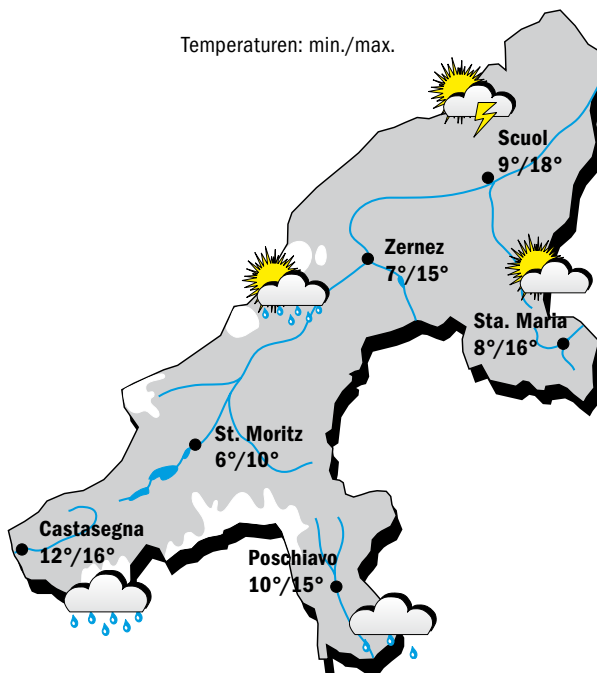 Temperaturen: min./max.
Scuol
9°/18°
Zernez
7°/15°
Sta. Maria
8°/16°
St. Moritz
6°/10°
Castasegna
12°/16°
Poschiavo
10°/15°